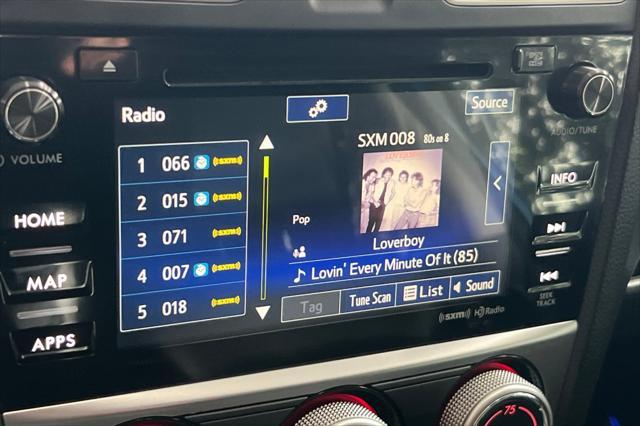 Radio
Source
SXM 008 80s on 8
1 066 (((sxm)))
2 015 (((sxm)))
3 071 (((sxm)))
4 007 (((sxm)))
5 018 (((sxm)))
Pop
Loverboy
Lovin' Every Minute Of It (85)
Tag
Tune Scan
List
Sound
(((sxm))) HD Radio
VOLUME
HOME
MAP
APPS
AUDIO/TUNE
INFO
SEEK
TRACK
75